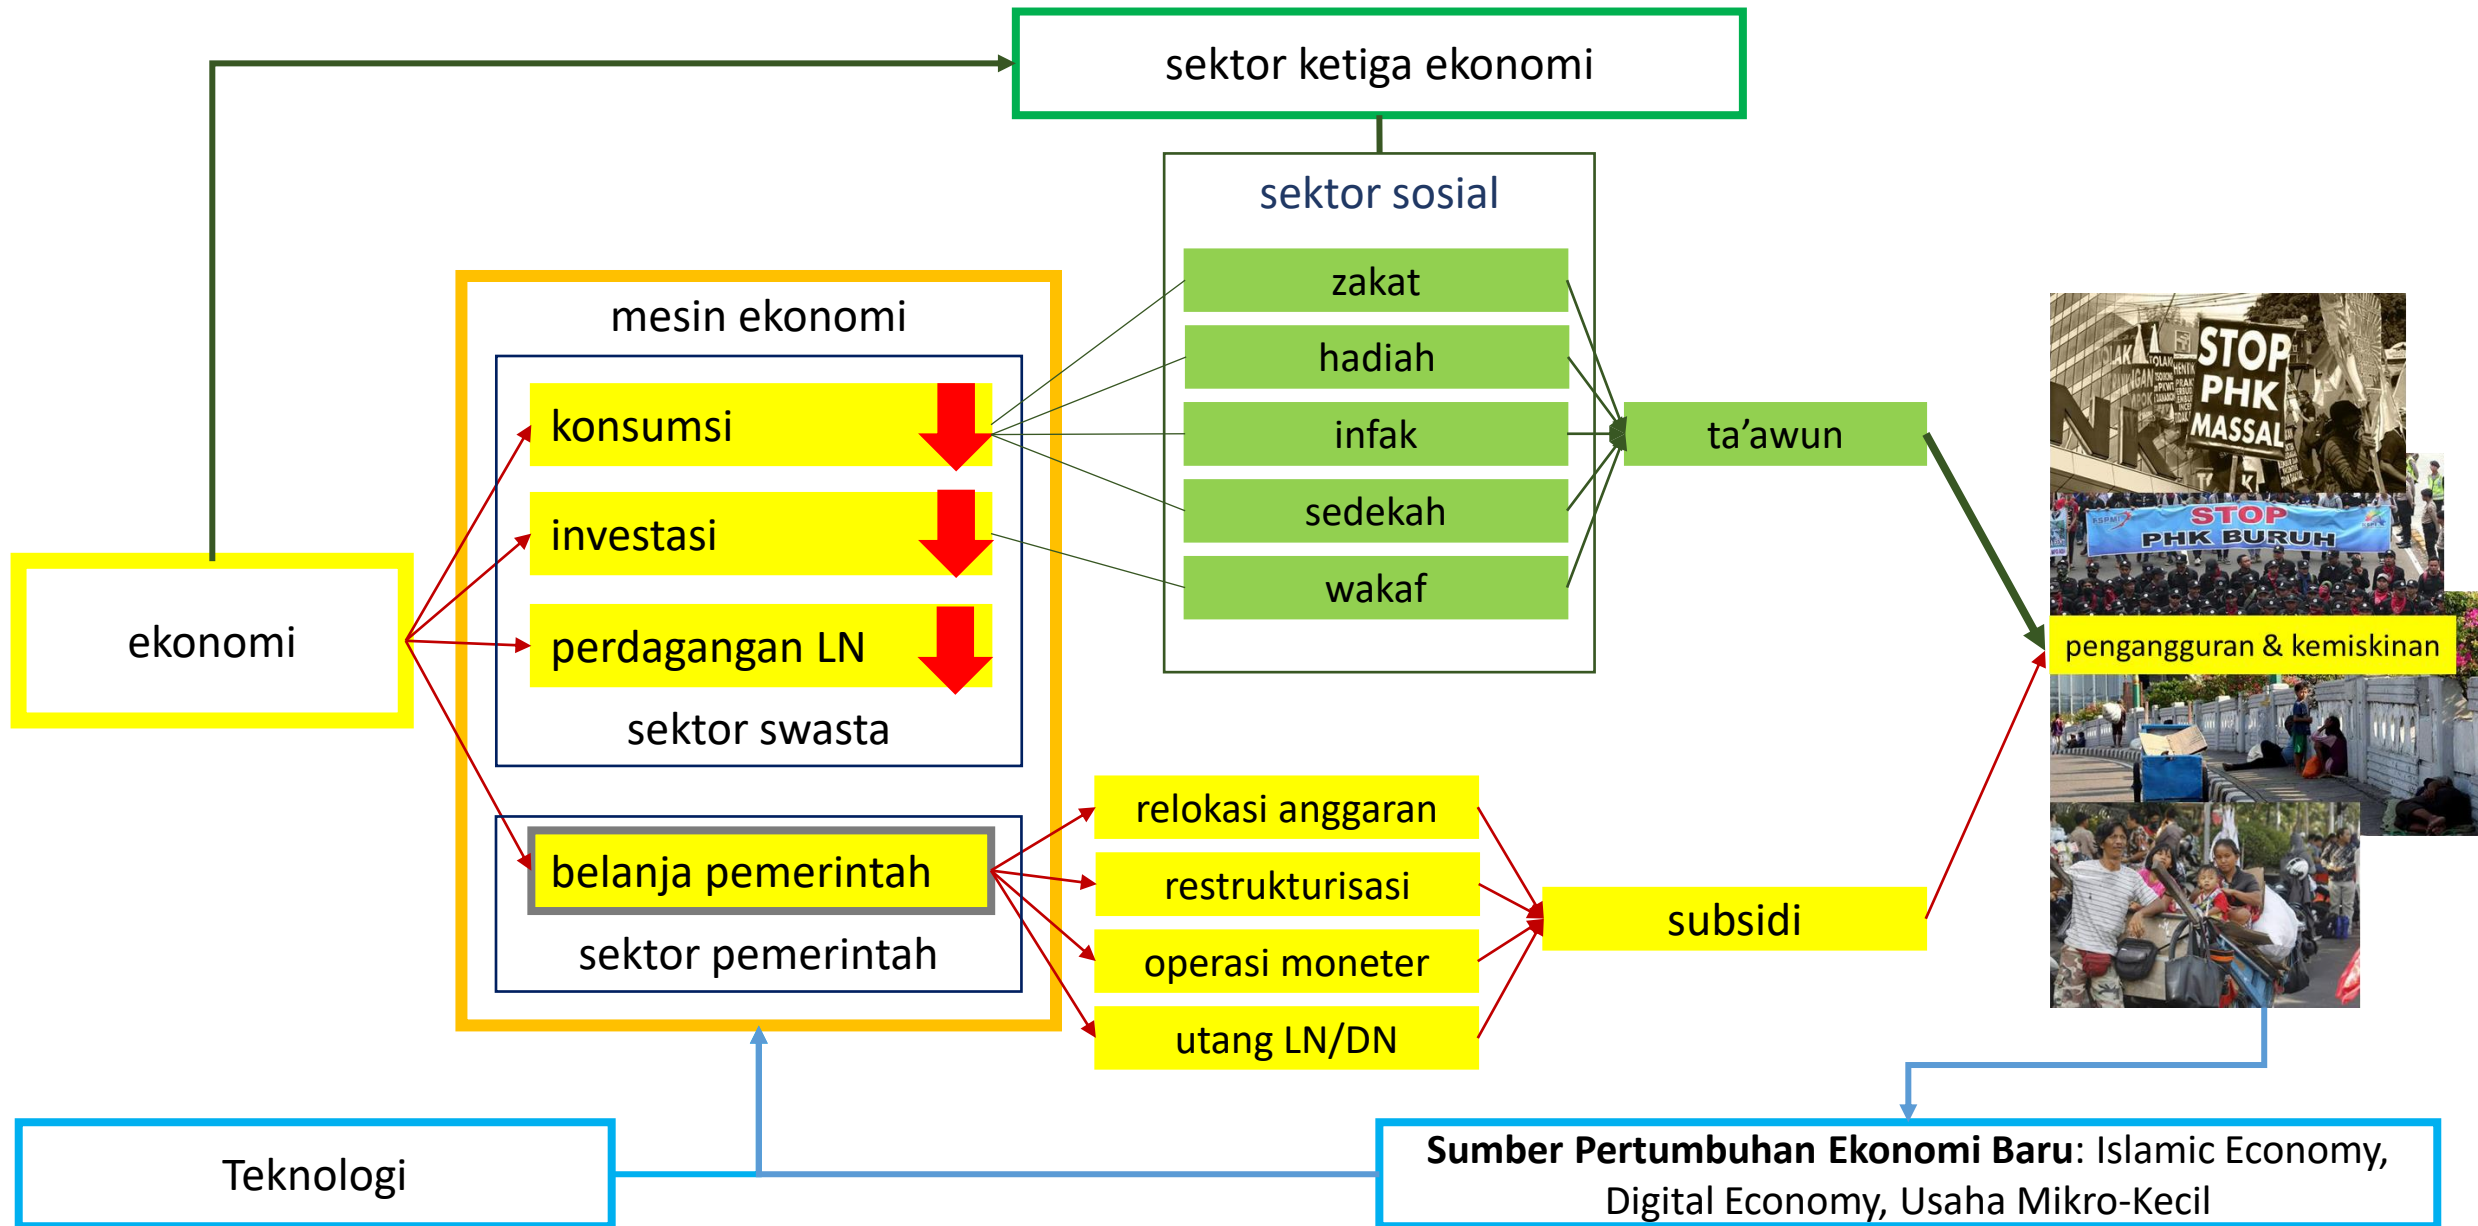 sektor ketiga ekonomi
sektor sosial
zakat
hadiah
infak
sedekah
wakaf
ta’awun
mesin ekonomi
konsumsi
investasi
perdagangan LN
sektor swasta
ekonomi
belanja pemerintah
sektor pemerintah
relokasi anggaran
restrukturisasi
operasi moneter
utang LN/DN
subsidi
STOP
PHK
MASSAL
TOLAK
STOP
PHK BURUH
FSPMI
pengangguran & kemiskinan
Teknologi
Sumber Pertumbuhan Ekonomi Baru: Islamic Economy,
Digital Economy, Usaha Mikro-Kecil